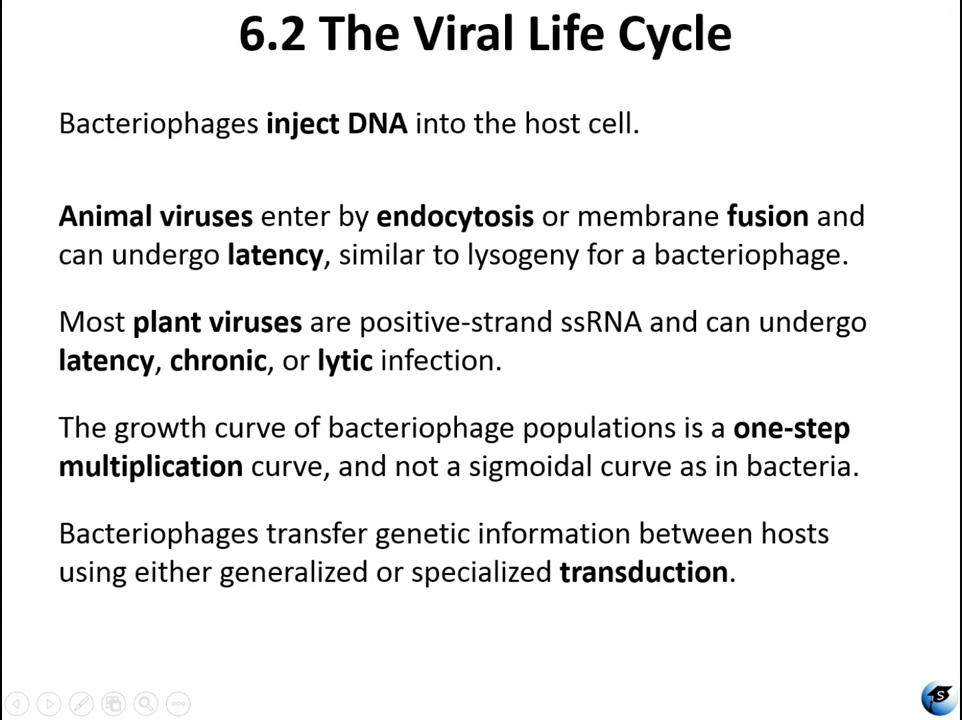 6.2 The Viral Life Cycle
Bacteriophages inject DNA into the host cell.
Animal viruses enter by endocytosis or membrane fusion and
can undergo latency, similar to lysogeny for a bacteriophage.
Most plant viruses are positive-strand ssRNA and can undergo
latency, chronic, or lytic infection.
The growth curve of bacteriophage populations is a one-step
multiplication curve, and not a sigmoidal curve as in bacteria.
Bacteriophages transfer genetic information between hosts
using either generalized or specialized transduction.
S